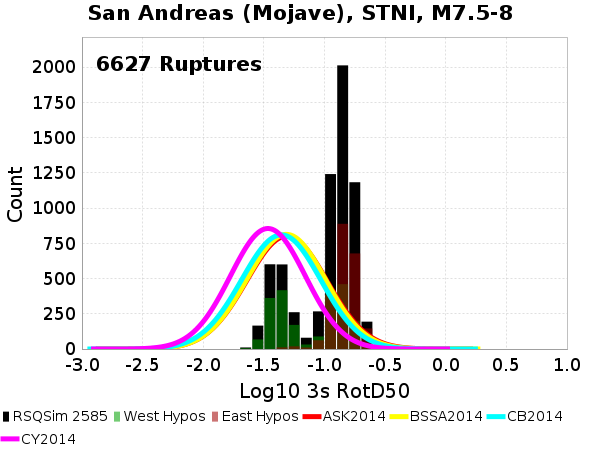 San Andreas (Mojave), STNI, M7.5-8
6627 Ruptures
2000
1750
1500
1250
1000
750
500
250
0
Count
-3.0 -2.5 -2.0 -1.5 -1.0 -0.5 0.0 0.5 1.0
Log10 3s RotD50
RSQSim 2585 West Hypos East Hypos ASK2014 BSSA2014 CB2014
CY2014